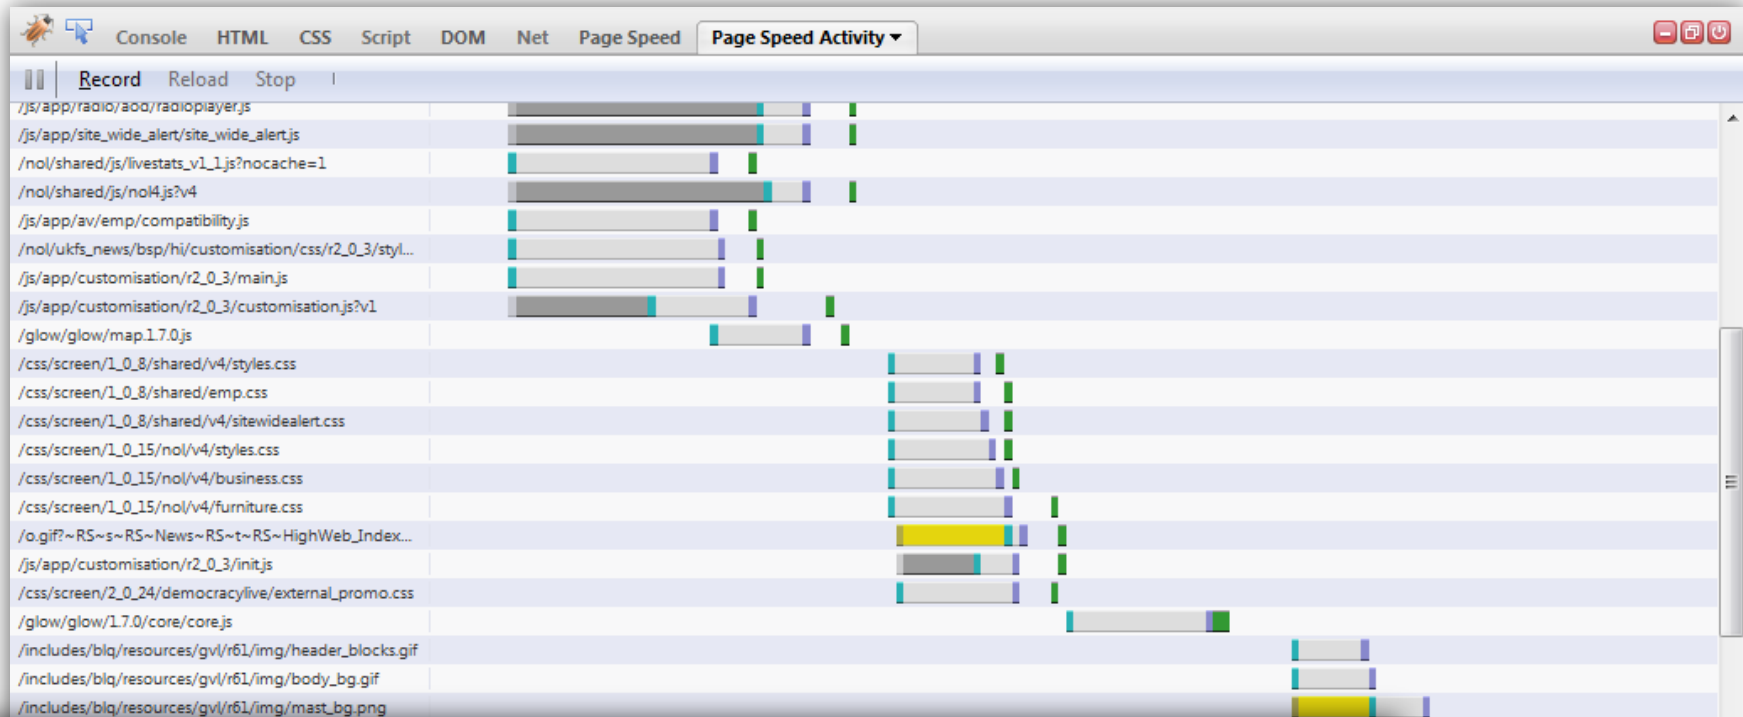 Console HTML CSS Script DOM Net Page Speed Page Speed Activity
Record Reload Stop
/js/app/radio/aod/radioplayer.js
/js/app/site_wide_alert/site_wide_alert.js
/nol/shared/js/livestats_v1_1.js?nocache=1
/nol/shared/js/nol4.js?v4
/js/app/av/emp/compatibility.js
/nol/ukfs_news/bsp/hi/customisation/css/r2_0_3/styl...
/js/app/customisation/r2_0_3/main.js
/js/app/customisation/r2_0_3/customisation.js?v1
/glow/glow/map.1.7.0.js
/css/screen/1_0_8/shared/v4/styles.css
/css/screen/1_0_8/shared/emp.css
/css/screen/1_0_8/shared/v4/sitewidealert.css
/css/screen/1_0_15/nol/v4/styles.css
/css/screen/1_0_15/nol/v4/business.css
/css/screen/1_0_15/nol/v4/furniture.css
/o.gif?~RS~s~RS~News~RS~t~RS~HighWeb_Index...
/js/app/customisation/r2_0_3/init.js
/css/screen/2_0_24/democracylive/external_promo.css
/glow/glow/1.7.0/core/core.js
/includes/blq/resources/gvl/r61/img/header_blocks.gif
/includes/blq/resources/gvl/r61/img/body_bg.gif
/includes/blq/resources/gvl/r61/img/mast_bg.png